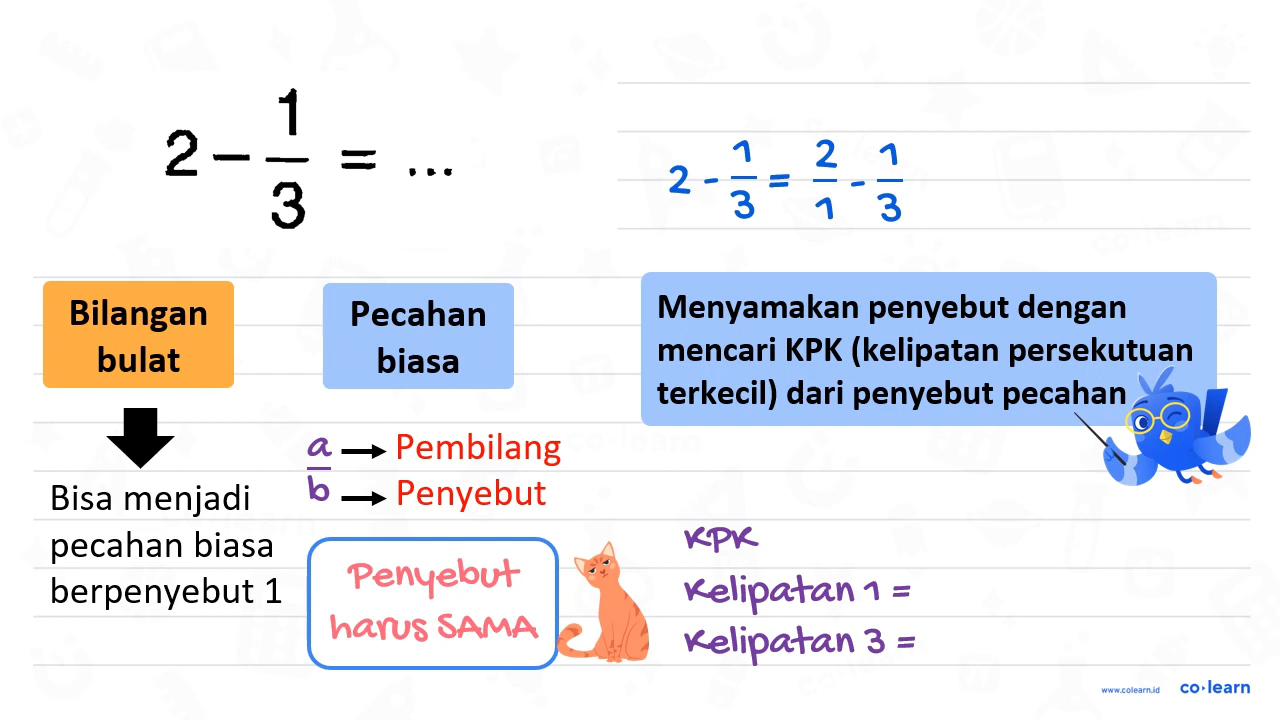 2 - 1/3 = ...
2 - 1/3 = 2/1 - 1/3
Bilangan
bulat
Bisa menjadi
pecahan biasa
berpenyebut 1
Pecahan
biasa
a → Pembilang
b → Penyebut
Penyebut
harus SAMA
Menyamakan penyebut dengan
mencari KPK (kelipatan persekutuan
terkecil) dari penyebut pecahan
KPK
Kelipatan 1 =
Kelipatan 3 =
www.colearn.id co·learn